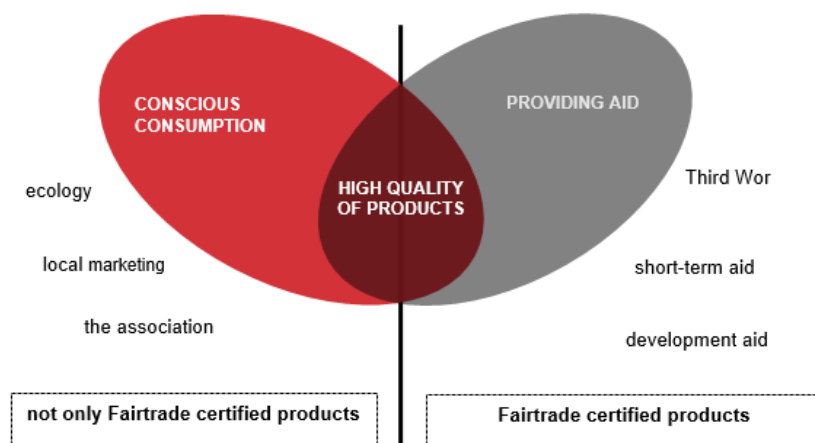 CONSCIOUS
CONSUMPTION
PROVIDING AID
HIGH QUALITY
OF PRODUCTS
ecology
local marketing
the association
Third Wor
short-term aid
development aid
not only Fairtrade certified products
Fairtrade certified products